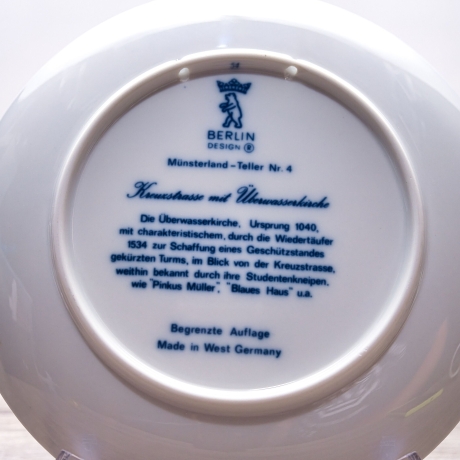 BERLIN
DESIGN ®
Münsterland-Teller Nr. 4
Kreuzstrasse mit Überwasserkirche
Die Überwasserkirche, Ursprung 1040,
mit charakteristischem, durch die Wiedertäufer
1534 zur Schaffung eines Geschützstandes
gekürzten Turms, im Blick von der Kreuzstrasse,
weithin bekannt durch ihre Studentenkneipen,
wie "Pinkus Müller", "Blaues Haus" u.a.
Begrenzte Auflage
Made in West Germany